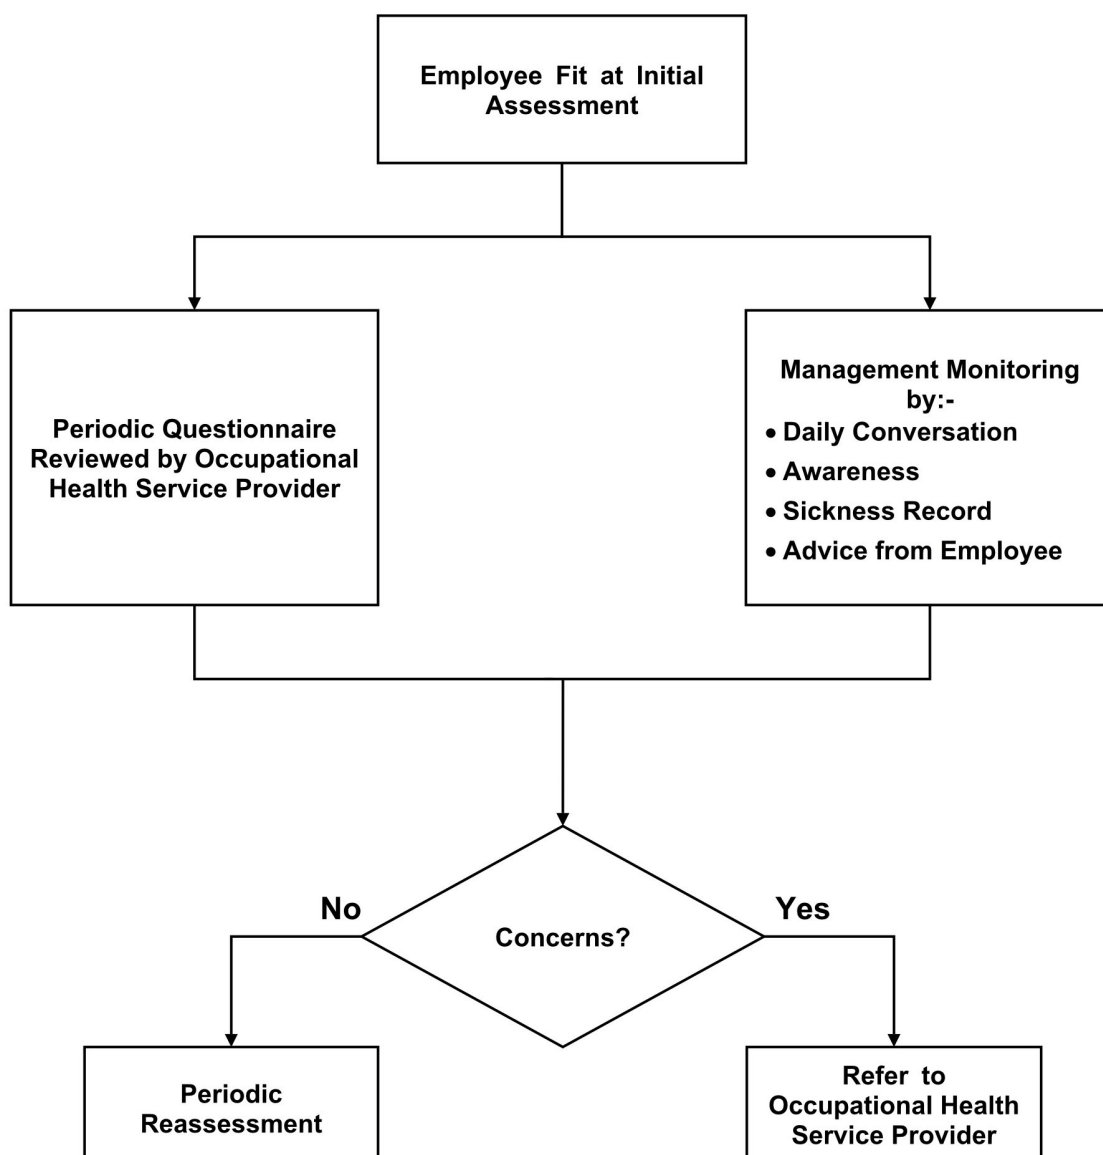 Employee Fit at Initial
Assessment
Periodic Questionnaire
Reviewed by Occupational
Health Service Provider
Management Monitoring
by:-
• Daily Conversation
• Awareness
• Sickness Record
• Advice from Employee
No
Yes
Concerns?
Periodic
Reassessment
Refer to
Occupational Health
Service Provider